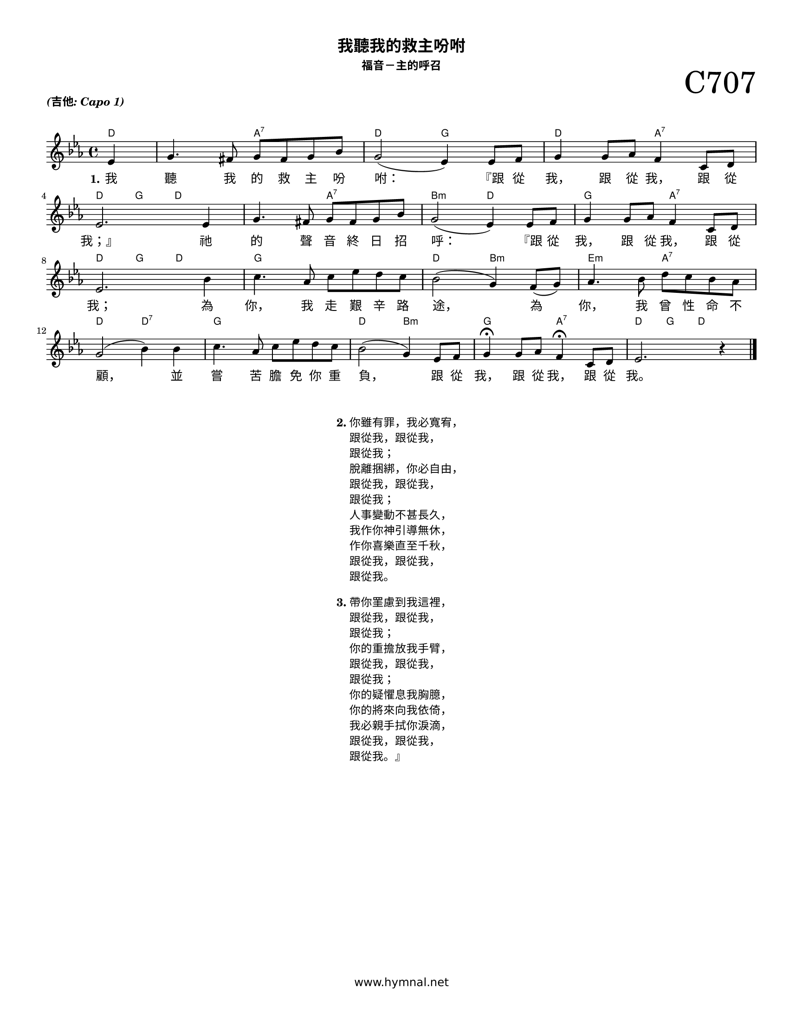 我聽我的救主吩咐
福音－主的呼召
C707
(吉他: Capo 1)
D A7 D G D A7
1. 我 聽 我 的 救 主 吩 咐： 『跟 從 我， 跟 從 我， 跟 從
4 D G D A7 Bm D G A7
我；』 祂 的 聲 音 終 日 招 呼： 『跟 從 我， 跟 從 我， 跟 從
8 D G D G D Bm Em A7
我； 為 你， 我 走 艱 辛 路 途， 為 你， 我 曾 性 命 不
12 D D7 G D Bm G A7 D G D
顧， 並 嘗 苦 膽 免 你 重 負， 跟 從 我， 跟 從 我， 跟 從 我。
2. 你雖有罪，我必寬宥，
跟從我，跟從我，
跟從我；
脫離捆綁，你必自由，
跟從我，跟從我，
跟從我；
人事變動不甚長久，
我作你神引導無休，
作你喜樂直至千秋，
跟從我，跟從我，
跟從我。
3. 帶你罣慮到我這裡，
跟從我，跟從我，
跟從我；
你的重擔放我手臂，
跟從我，跟從我，
跟從我；
你的疑懼息我胸臆，
你的將來向我依倚，
我必親手拭你淚滴，
跟從我，跟從我，
跟從我。』
www.hymnal.net